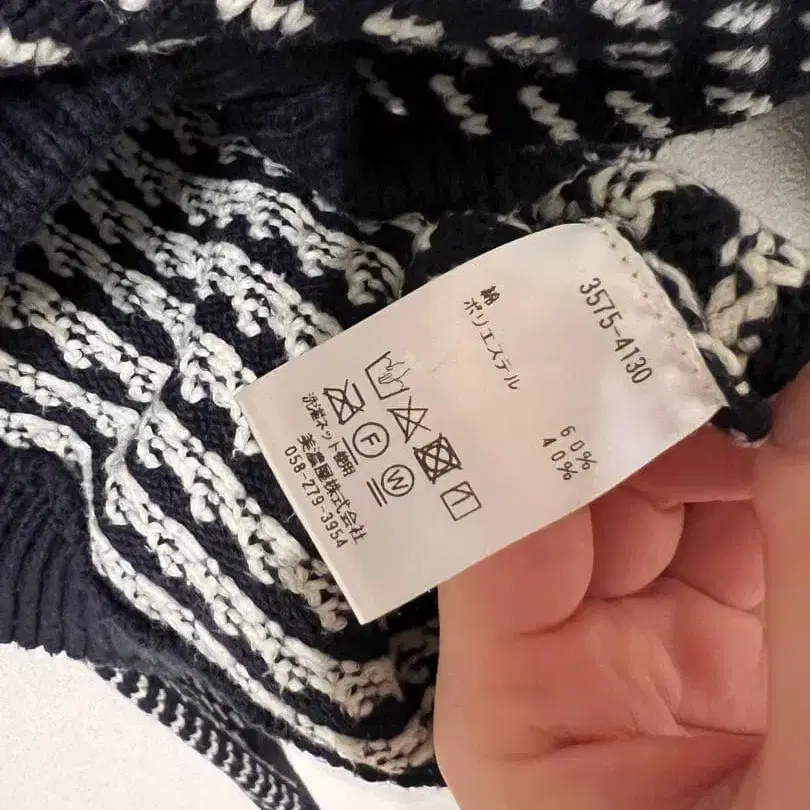 3575-4130
綿 60%
ポリエステル 40%
F
W
洗濯ネット使用
美濃屋株式会社
058-279-3954